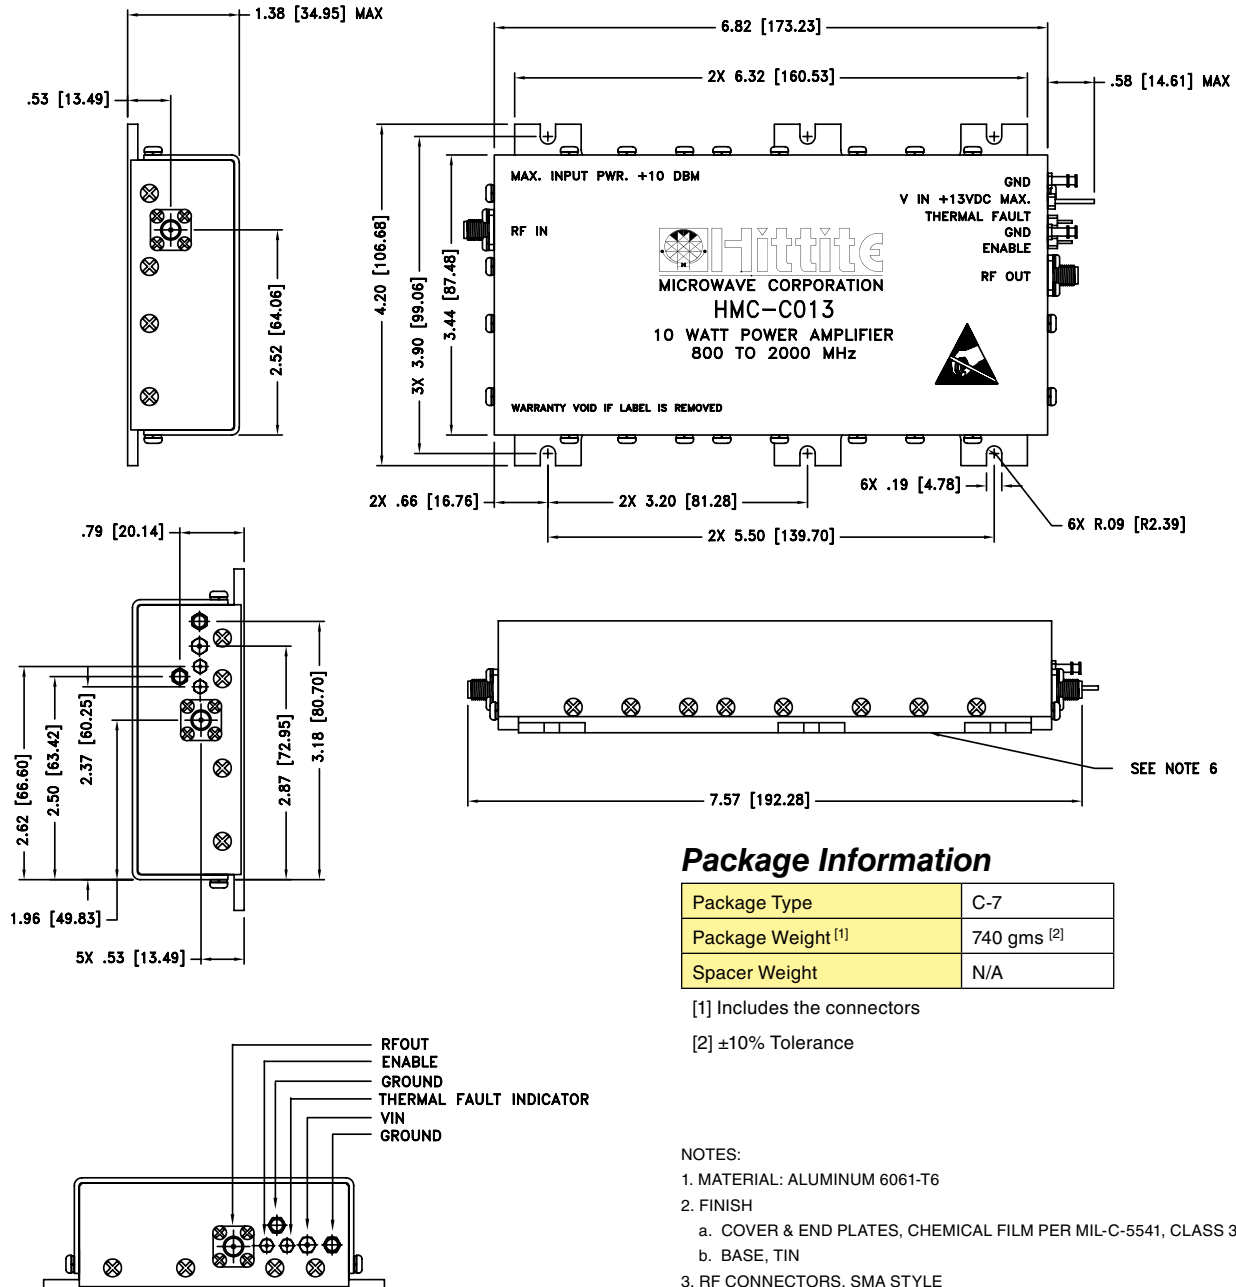 1.38 [34.95] MAX
.53 [13.49]
2.52 [64.06]
6.82 [173.23]
2X 6.32 [160.53]
.58 [14.61] MAX
4.20 [106.68]
3X 3.90 [99.06]
3.44 [87.48]
MAX. INPUT PWR. +10 DBM
RF IN
GND
V IN +13VDC MAX.
THERMAL FAULT
GND
ENABLE
RF OUT
Hittite
MICROWAVE CORPORATION
HMC-C013
10 WATT POWER AMPLIFIER
800 TO 2000 MHz
WARRANTY VOID IF LABEL IS REMOVED
2X .66 [16.76]
2X 3.20 [81.28]
6X .19 [4.78]
2X 5.50 [139.70]
6X R.09 [R2.39]
.79 [20.14]
2.62 [66.60]
2.50 [63.42]
2.37 [60.25]
2.87 [72.95]
3.18 [80.70]
1.96 [49.83]
5X .53 [13.49]
SEE NOTE 6
7.57 [192.28]
Package Information
Package Type C-7
Package Weight [1] 740 gms [2]
Spacer Weight N/A
[1] Includes the connectors
[2] ±10% Tolerance
RFOUT
ENABLE
GROUND
THERMAL FAULT INDICATOR
VIN
GROUND
NOTES:
1. MATERIAL: ALUMINUM 6061-T6
2. FINISH
a. COVER & END PLATES, CHEMICAL FILM PER MIL-C-5541, CLASS 3
b. BASE, TIN
3. RF CONNECTORS, SMA STYLE